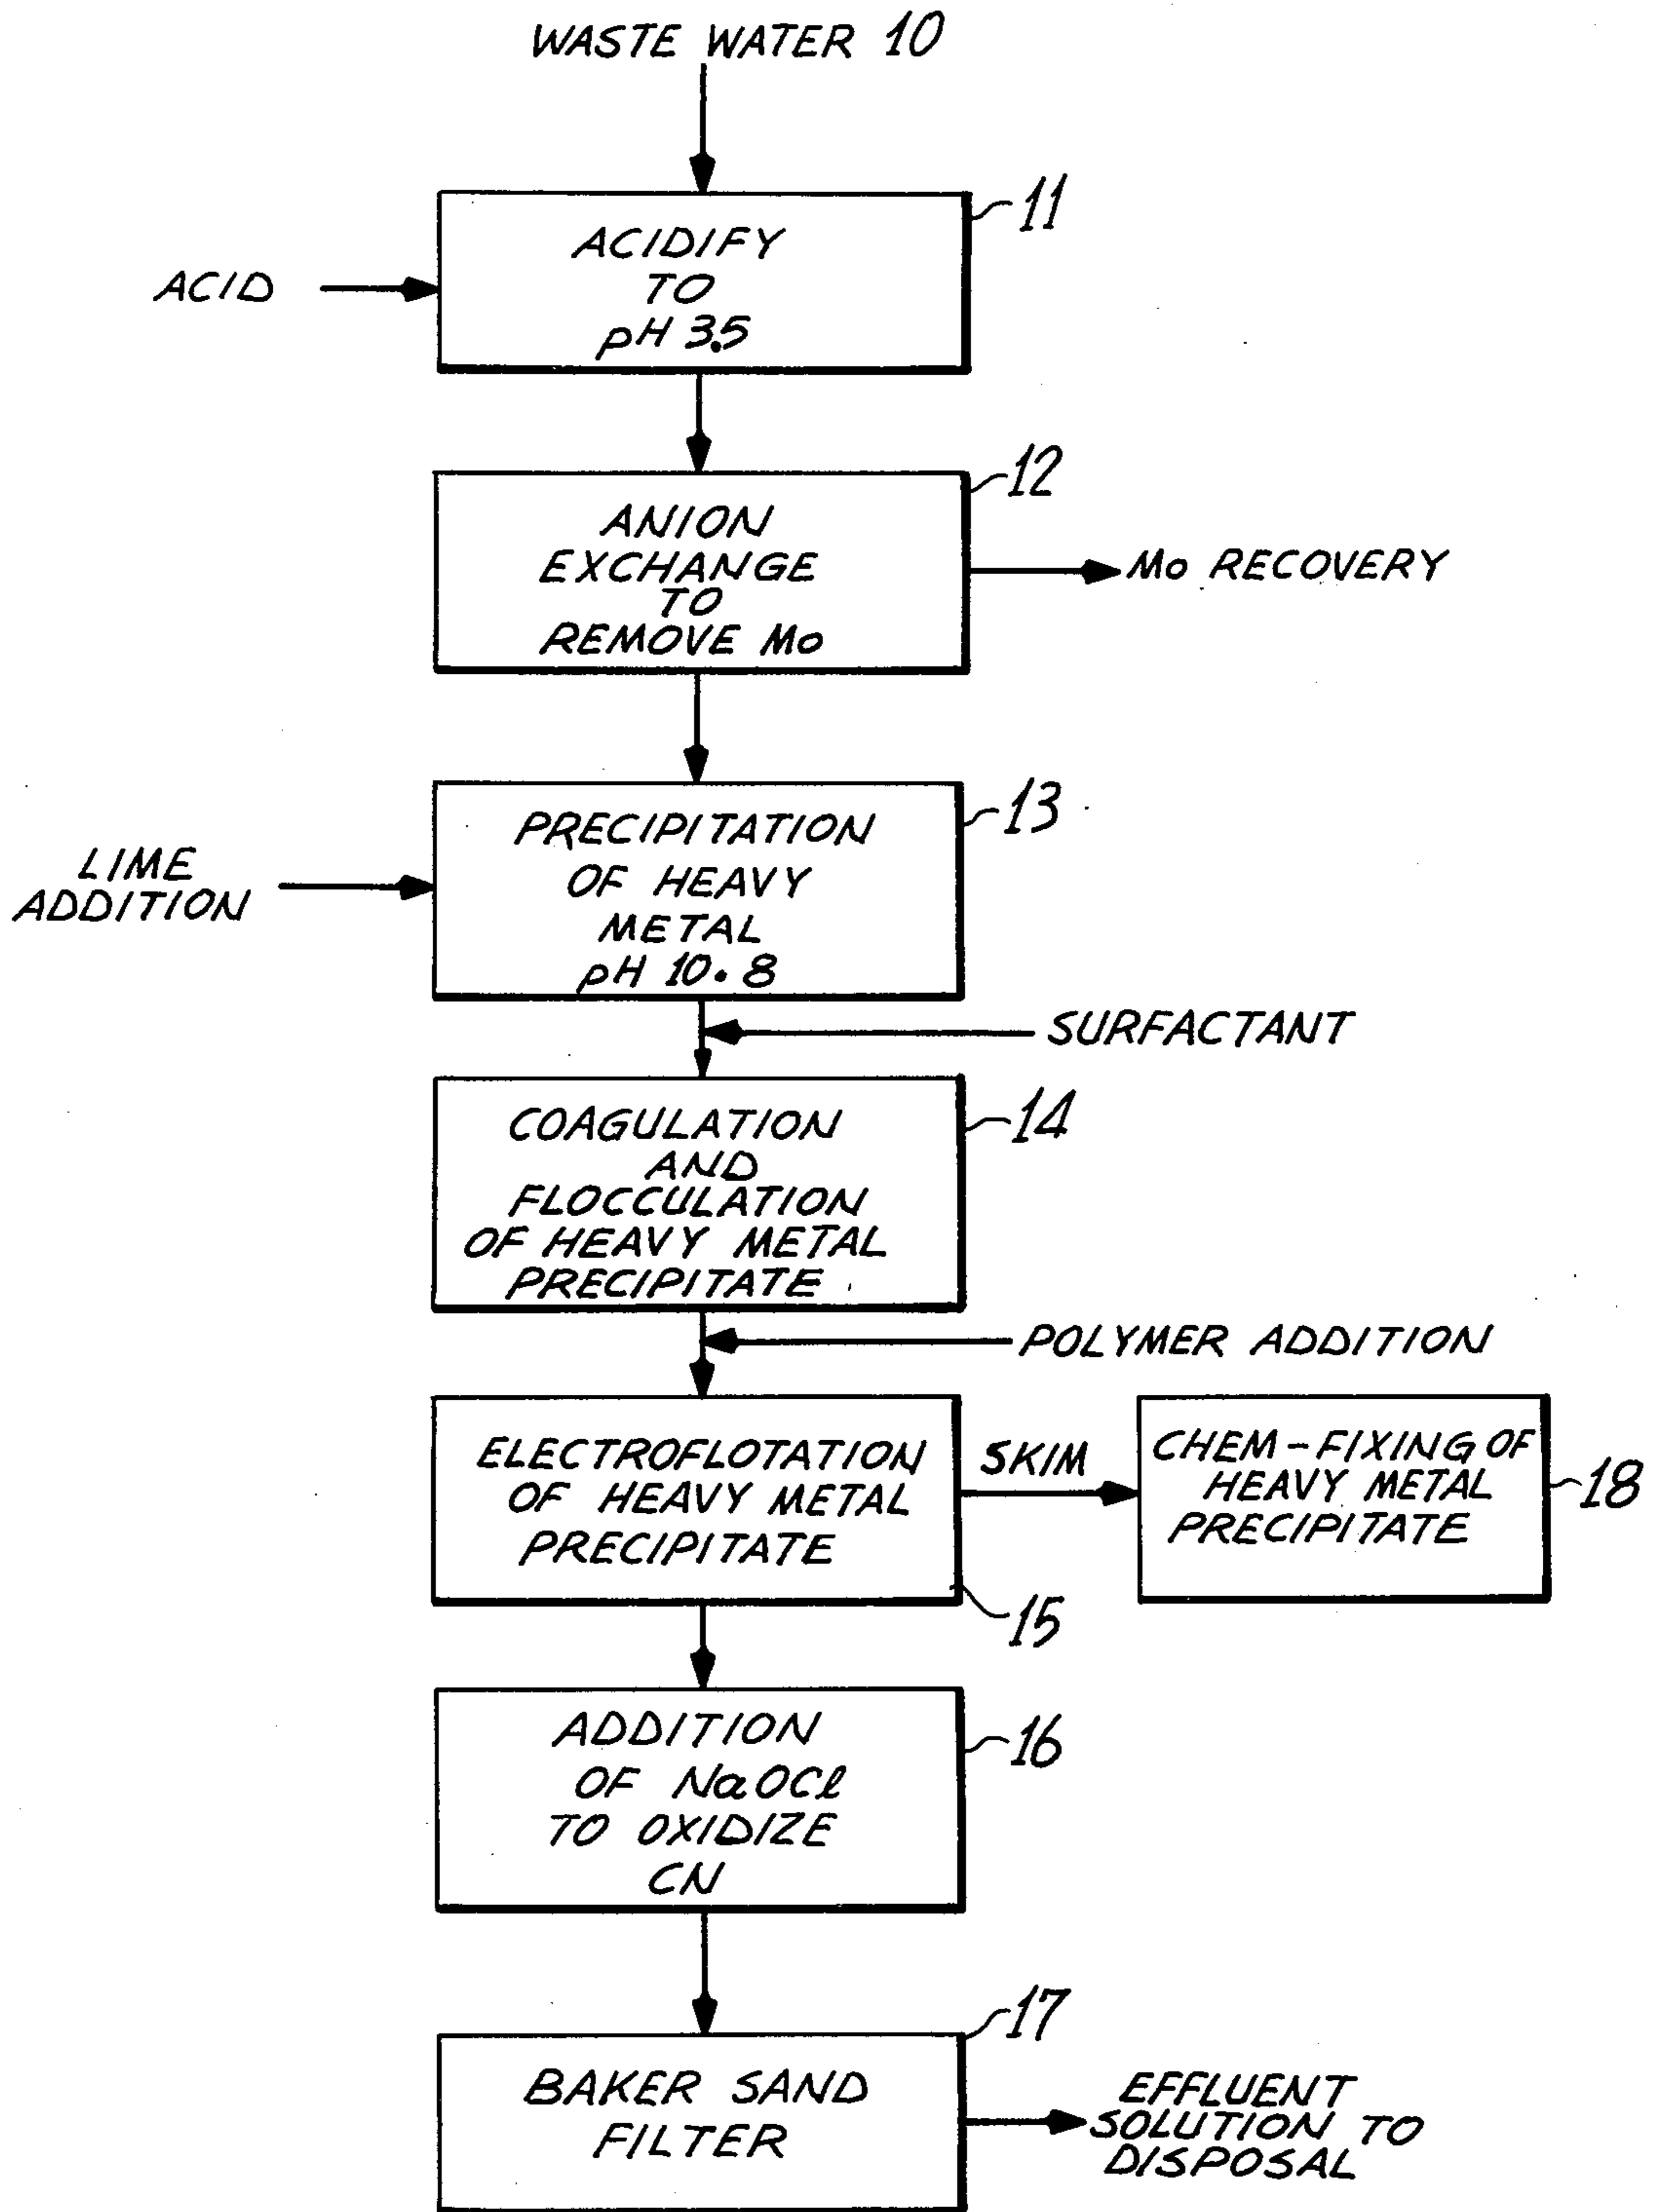 WASTE WATER 10
11
ACIDIFY
TO
pH 3.5
ACID
12
ANION
EXCHANGE
TO
REMOVE Mo
Mo RECOVERY
13
PRECIPITATION
OF HEAVY
METAL
pH 10.8
LIME
ADDITION
SURFACTANT
14
COAGULATION
AND
FLOCCULATION
OF HEAVY METAL
PRECIPITATE
POLYMER ADDITION
ELECTROFLOTATION
OF HEAVY METAL
PRECIPITATE
15
SKIM
CHEM-FIXING OF
HEAVY METAL
PRECIPITATE
18
16
ADDITION
OF NaOCl
TO OXIDIZE
CN
17
BAKER SAND
FILTER
EFFLUENT
SOLUTION TO
DISPOSAL